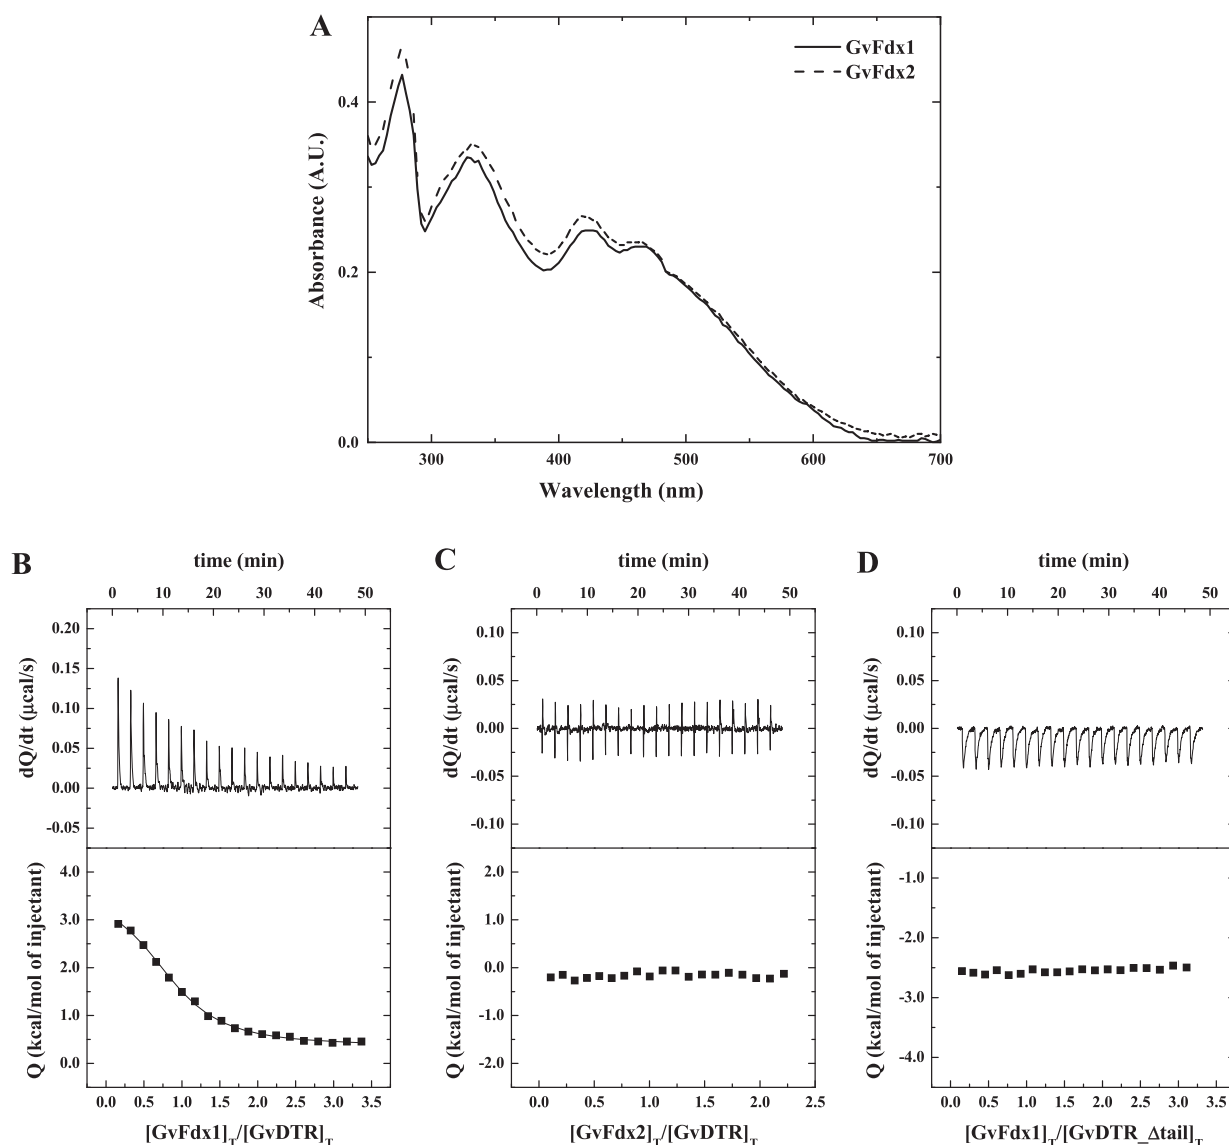 A
GvFdx1
GvFdx2
Absorbance (A.U.)
0.4
0.2
0.0
300 400 500 600 700
Wavelength (nm)
B
time (min)
0 10 20 30 40 50
dQ/dt (μcal/s)
0.20
0.15
0.10
0.05
0.00
-0.05
Q (kcal/mol of injectant)
4.0
3.0
2.0
1.0
0.0
0.0 0.5 1.0 1.5 2.0 2.5 3.0 3.5
[GvFdx1]T/[GvDTR]T
C
time (min)
0 10 20 30 40 50
dQ/dt (μcal/s)
0.10
0.05
0.00
-0.05
-0.10
Q (kcal/mol of injectant)
2.0
1.0
0.0
-1.0
-2.0
0.0 0.5 1.0 1.5 2.0 2.5
[GvFdx2]T/[GvDTR]T
D
time (min)
0 10 20 30 40 50
dQ/dt (μcal/s)
0.10
0.05
0.00
-0.05
-0.10
Q (kcal/mol of injectant)
-1.0
-2.0
-3.0
-4.0
0.0 0.5 1.0 1.5 2.0 2.5 3.0 3.5
[GvFdx1]T/[GvDTR_Δtail]T